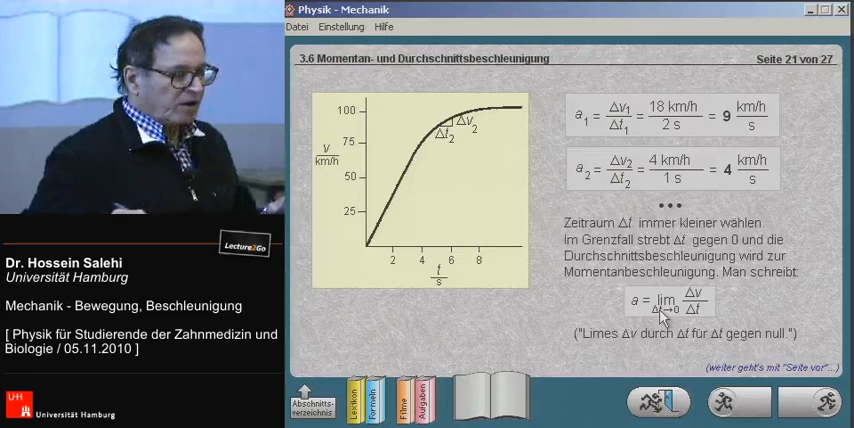 Physik - Mechanik
Datei Einstellung Hilfe
3.6 Momentan- und Durchschnittsbeschleunigung
Seite 21 von 27
100
75
50
25
v
km/h
2 4 6 8
t
s
Δv₂
Δt₂
a₁ = Δv₁/Δt₁ = 18 km/h / 2 s = 9 km/h / s
a₂ = Δv₂/Δt₂ = 4 km/h / 1 s = 4 km/h / s
•••
Zeitraum Δt immer kleiner wählen.
Im Grenzfall strebt Δt gegen 0 und die
Durchschnittsbeschleunigung wird zur
Momentanbeschleunigung. Man schreibt:
a = lim Δt→0 Δv/Δt
("Limes Δv durch Δt für Δt gegen null.")
(weiter geht's mit "Seite vor"...)
Abschnitts-
verzeichnis
Lexikon
Formeln
Filme
Aufgaben
Lecture2Go
Dr. Hossein Salehi
Universität Hamburg
Mechanik - Bewegung, Beschleunigung
[ Physik für Studierende der Zahnmedizin und
Biologie / 05.11.2010 ]
UH
Universität Hamburg